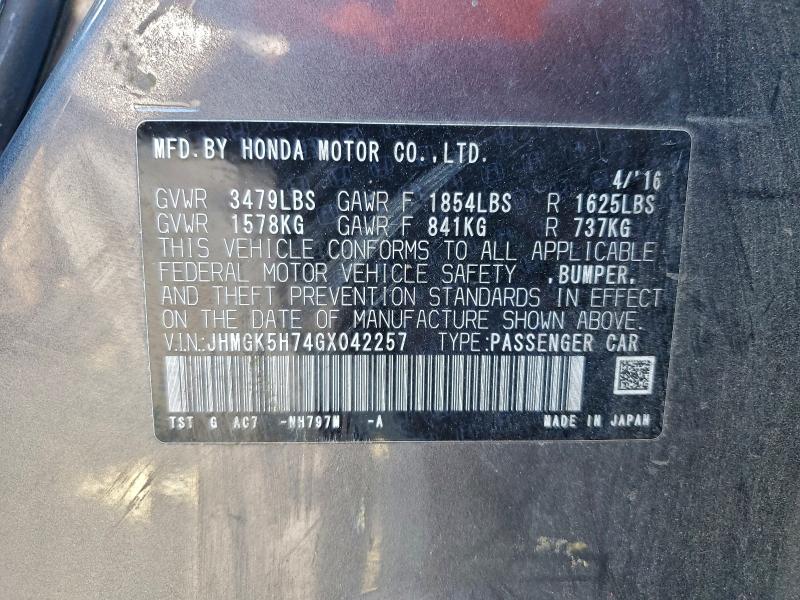 MFD.BY HONDA MOTOR CO.,LTD.
4/'16
GVWR 3479LBS GAWR F 1854LBS R 1625LBS
GVWR 1578KG GAWR F 841KG R 737KG
THIS VEHICLE CONFORMS TO ALL APPLICABLE
FEDERAL MOTOR VEHICLE SAFETY ,BUMPER,
AND THEFT PREVENTION STANDARDS IN EFFECT
ON THE DATE OF MANUFACTURE SHOWN ABOVE.
V.I.N.:JHMGK5H74GX042257 TYPE:PASSENGER CAR
TST G AC7 -NH797M -A MADE IN JAPAN